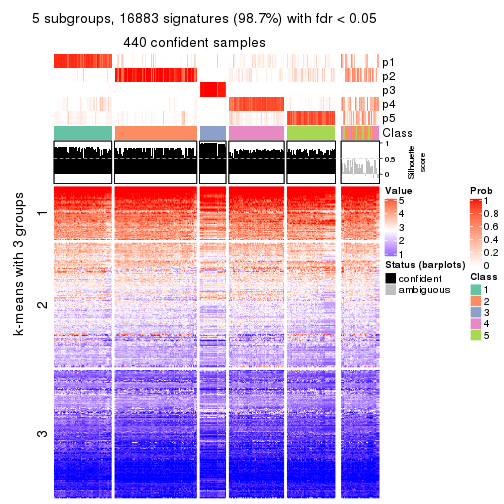 5 subgroups, 16883 signatures (98.7%) with fdr < 0.05
440 confident samples
p1
p2
p3
p4
p5
Class
1
0.5
0
Silhouette
score
k-means with 3 groups
1
2
3
Value
5
4
3
2
1
Status (barplots)
confident
ambiguous
Prob
1
0.8
0.6
0.4
0.2
0
Class
1
2
3
4
5